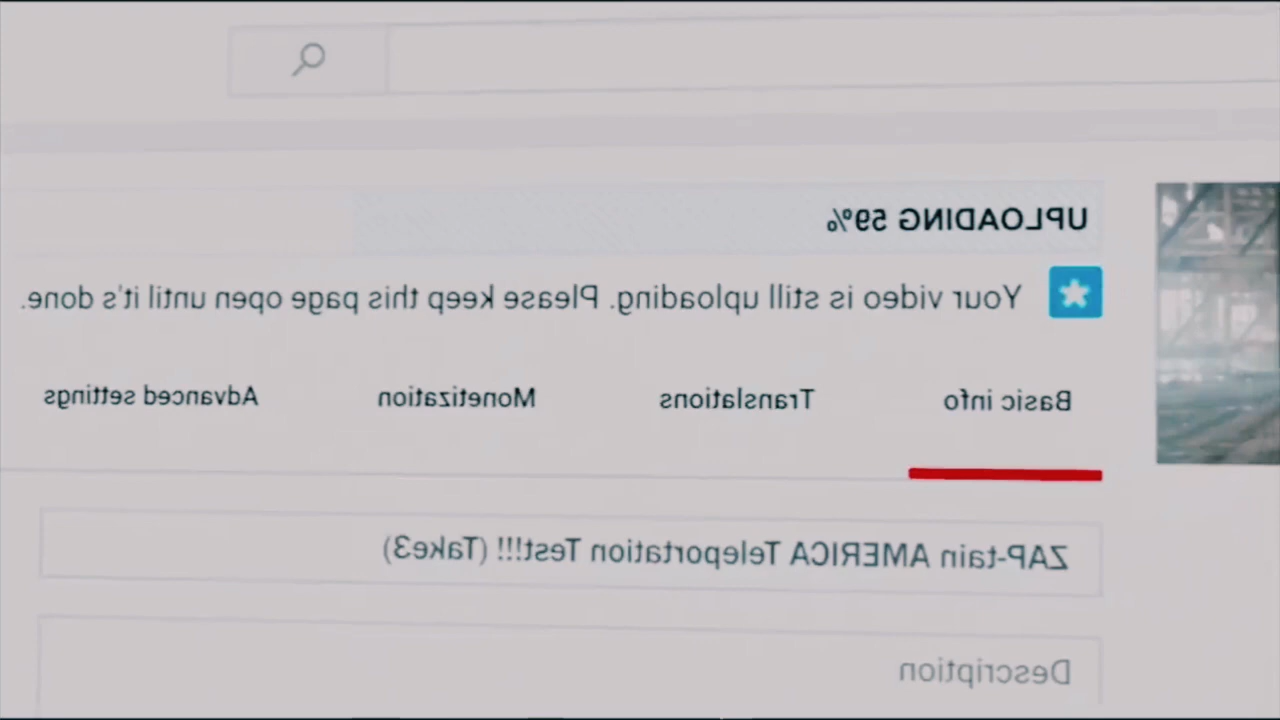 UPLOADING 59%
Your video is still uploading. Please keep this page open until it's done.
Basic info Translations Monetization Advanced settings
ZAP-tain AMERICA Teleportation Test!!! (Take3)
Description